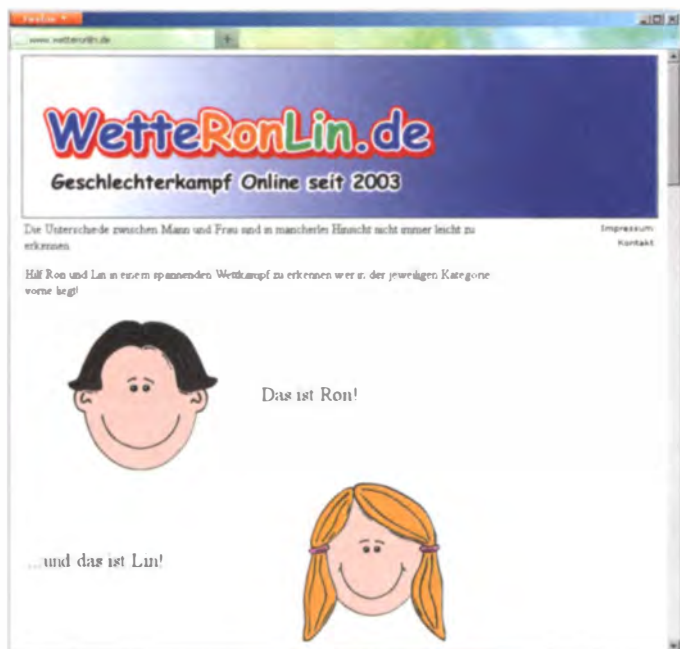 Firefox
www.wetteronlin.de
WetteRonLin.de
Geschlechterkampf Online seit 2003
Die Unterschiede zwischen Mann und Frau sind in mancherlei Hinsicht nicht immer leicht zu
erkennen.
Impressum
Kontakt
Hilf Ron und Lin in einem spannenden Wettkampf zu erkennen wer in der jeweiligen Kategorie
vorne liegt!
Das ist Ron!
...und das ist Lin!